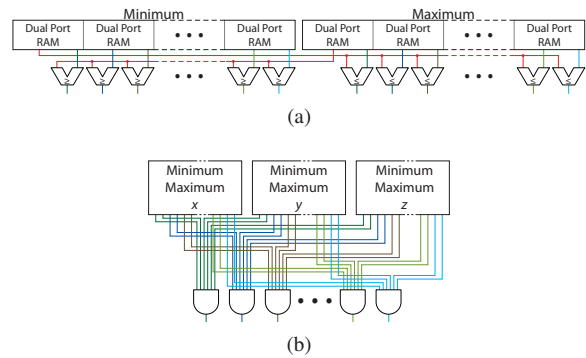 Minimum Maximum
Dual Port Dual Port Dual Port Dual Port Dual Port Dual Port
RAM RAM RAM RAM RAM RAM
≥ ≥ ≥ ≥ ≥ ≤ ≤ ≤ ≤ ≤
(a)
Minimum Minimum Minimum
Maximum Maximum Maximum
x y z
(b)